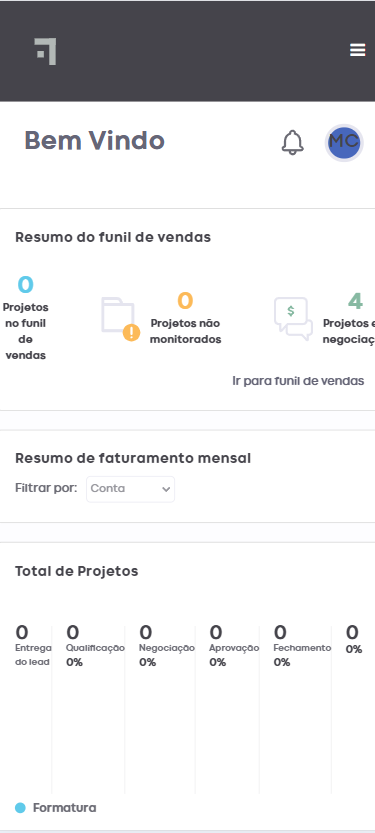 Bem Vindo
MC
Resumo do funil de vendas
0
Projetos
no funil
de
vendas
0
Projetos não
monitorados
$
4
Projetos e
negociaç
Ir para funil de vendas
Resumo de faturamento mensal
Filtrar por: Conta
Total de Projetos
0 0 0 0 0 0
Entrega Qualificação Negociação Aprovação Fechamento 0%
do lead 0% 0% 0% 0%
Formatura